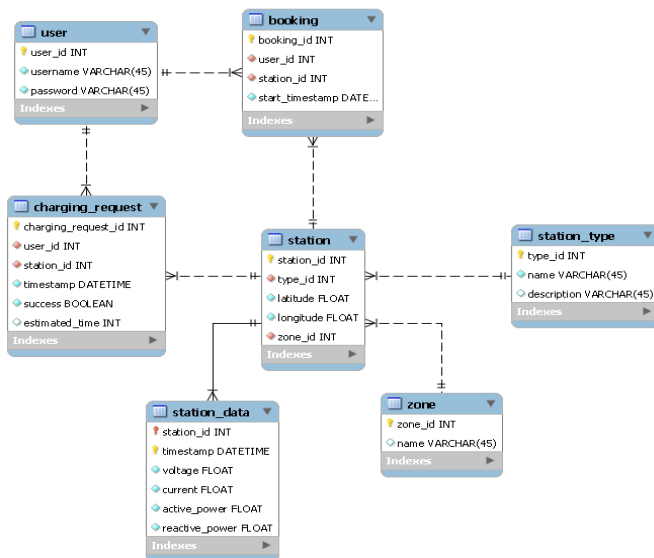 user
user_id INT
username VARCHAR(45)
password VARCHAR(45)
Indexes
booking
booking_id INT
user_id INT
station_id INT
start_timestamp DATE...
Indexes
charging_request
charging_request_id INT
user_id INT
station_id INT
timestamp DATETIME
success BOOLEAN
estimated_time INT
Indexes
station
station_id INT
type_id INT
latitude FLOAT
longitude FLOAT
zone_id INT
Indexes
station_type
type_id INT
name VARCHAR(45)
description VARCHAR(45)
Indexes
station_data
station_id INT
timestamp DATETIME
voltage FLOAT
current FLOAT
active_power FLOAT
reactive_power FLOAT
Indexes
zone
zone_id INT
name VARCHAR(45)
Indexes